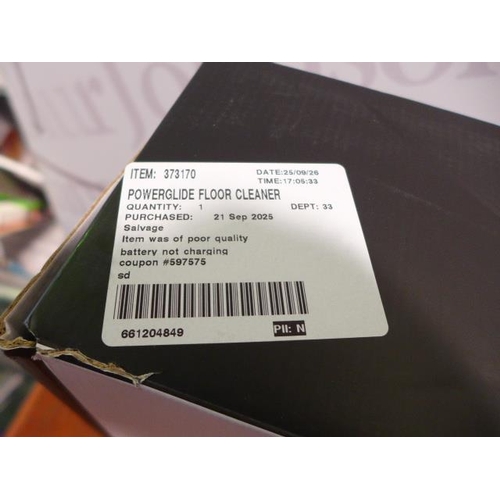 ITEM: 373170 DATE:25/09/26
TIME:17:05:33
POWERGLIDE FLOOR CLEANER
QUANTITY: 1 DEPT: 33
PURCHASED: 21 Sep 2025
Salvage
Item was of poor quality
battery not charging
coupon #597575
sd
661204849 PII: N